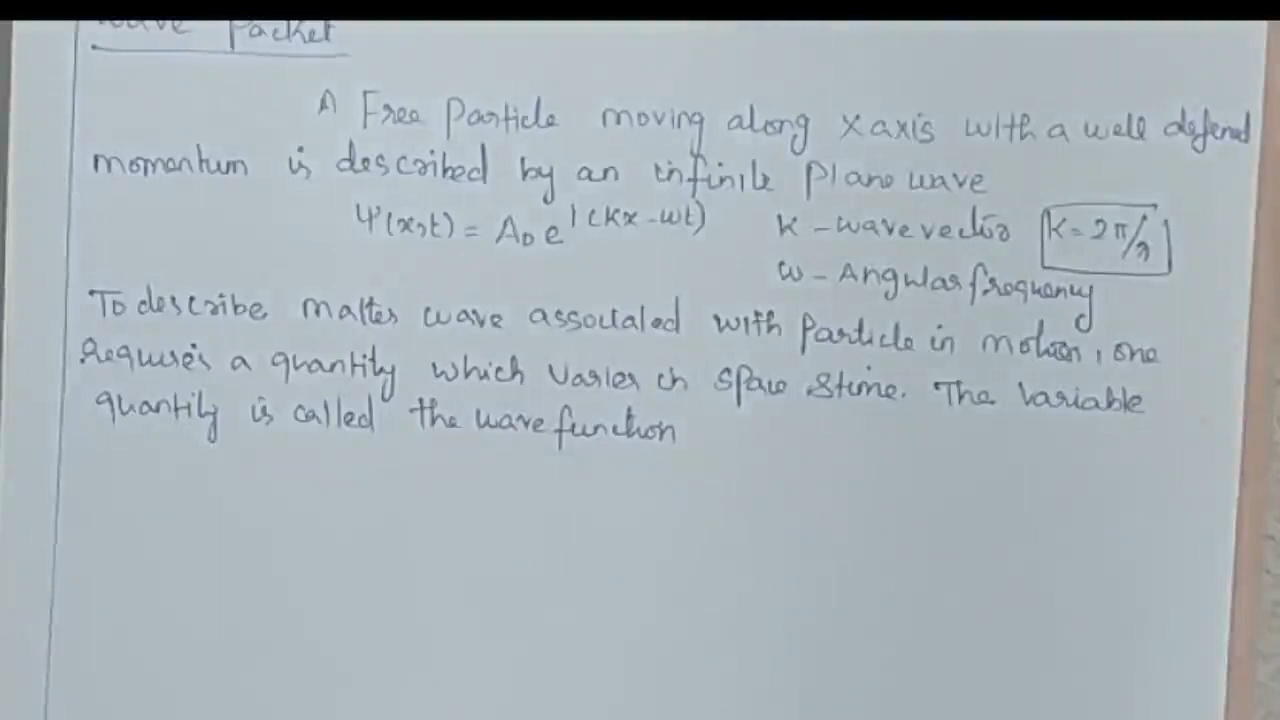 Wave Packet
A Free Particle moving along x axis with a well defened
momentum is described by an infinite Plane wave
Ψ(x,t) = A₀ e^i(kx-ωt) K - wave vector K = 2π/λ
ω - Angular frequency
To describe matter wave associated with Particle in motion, one
Requires a quantity which varies in space & time. The Variable
quantity is called the wave function